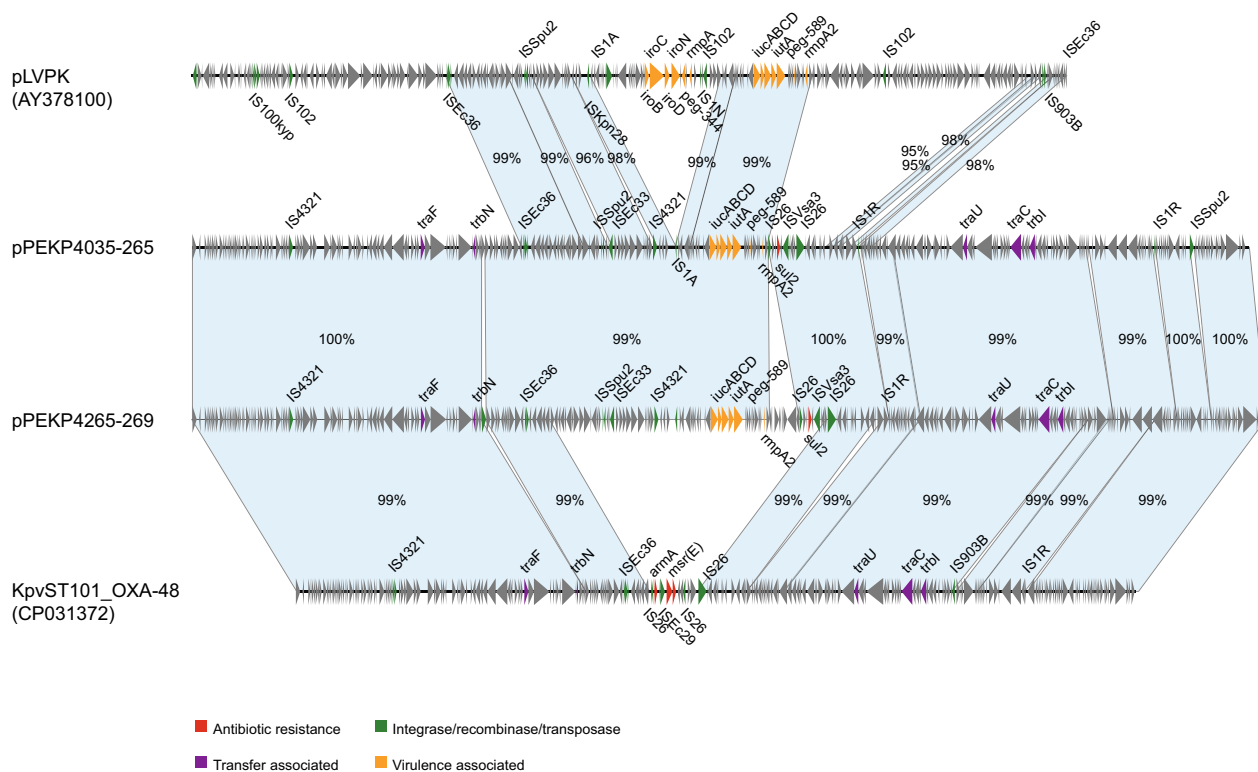 ISSpu2 IS1A iroC iroN rmpA IS102 iucABCD iutA peg-589 rmpA2 IS102 ISEc36
pLVPK
(AY378100)
IS100kyp IS102 ISEc36 ISKpn28 iroB iroD peg-344 IS1N IS903B
99% 99% 96% 98% 99% 99% 95% 95% 98% 98%
IS4321 traF trbN ISEc36 ISSpu2 ISEc33 IS4321 iucABCD iutA peg-589 IS26 ISVsa3 IS26 IS1R traU traC trbI IS1R ISSpu2
pPEKP4035-265
IS1A rmpA2 sul2
100% 99% 100% 99% 99% 99% 100% 100%
IS4321 traF trbN ISEc36 ISSpu2 ISEc33 IS4321 iucABCD iutA peg-589 IS26 ISVsa3 IS26 IS1R traU traC trbI
pPEKP4265-269
rmpA2 sul2
99% 99% 99% 99% 99% 99% 99% 99%
IS4321 traF trbN ISEc36 armA msr(E) IS26 traU traC trbI IS903B IS1R
KpvST101_OXA-48
(CP031372)
IS26 ISEc29 IS26
Antibiotic resistance Integrase/recombinase/transposase
Transfer associated Virulence associated